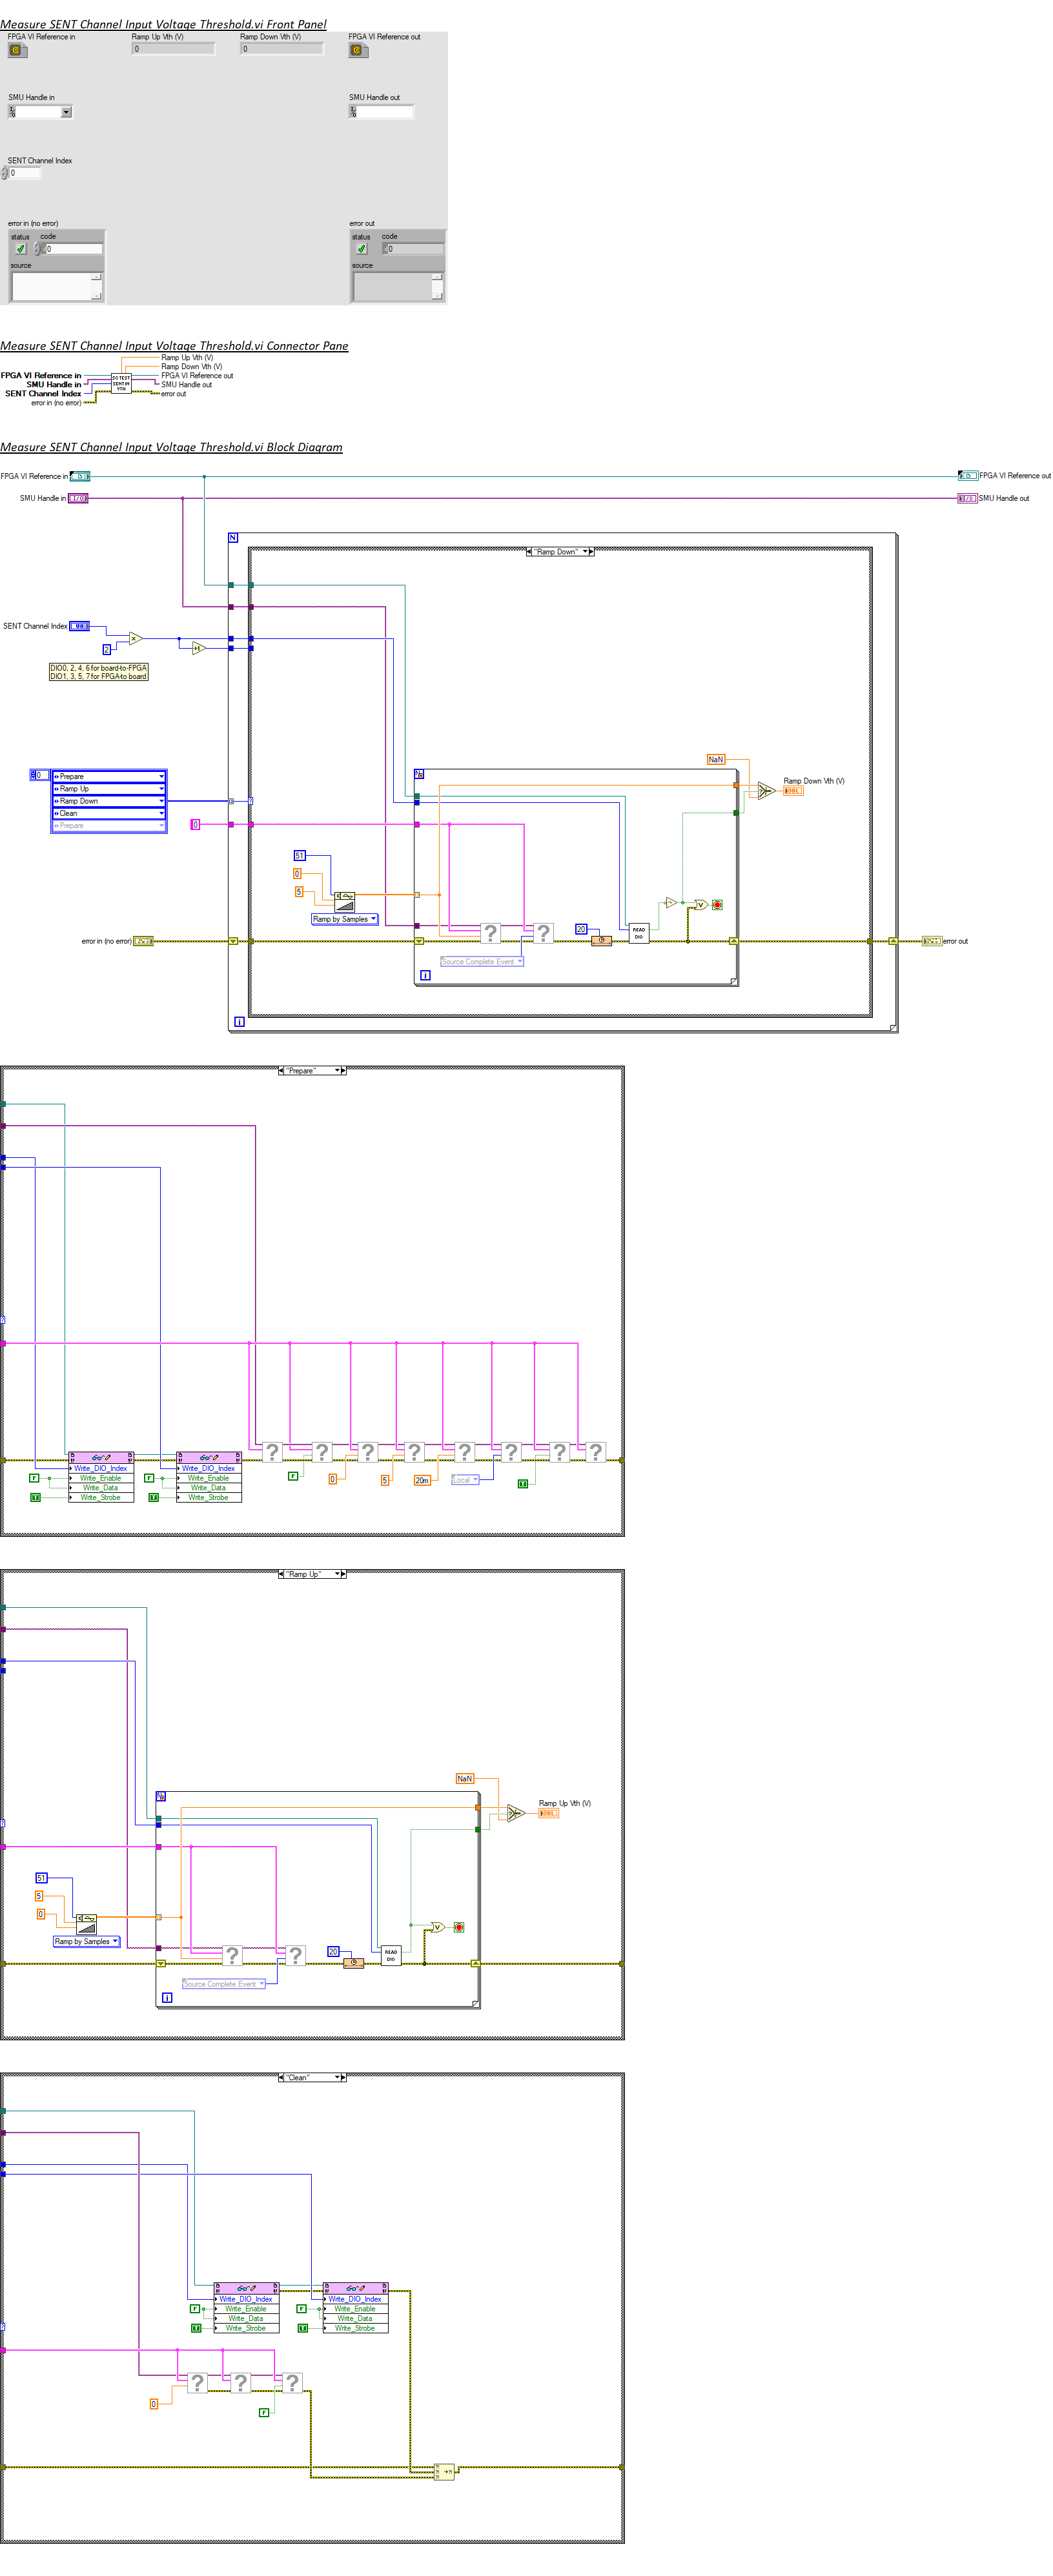 Measure SENT Channel Input Voltage Threshold.vi Front Panel
FPGA VI Reference in
Ramp Up Vth (V)
Ramp Down Vth (V)
FPGA VI Reference out
0
0
SMU Handle in
SMU Handle out
SENT Channel Index
0
error in (no error)
error out
status code
status code
0
0
source
source
Measure SENT Channel Input Voltage Threshold.vi Connector Pane
Ramp Up Vth (V)
Ramp Down Vth (V)
FPGA VI Reference in
FPGA VI Reference out
SMU Handle in
SMU Handle out
SENT Channel Index
error out
error in (no error)
Measure SENT Channel Input Voltage Threshold.vi Block Diagram
FPGA VI Reference in
FPGA VI Reference out
SMU Handle in
SMU Handle out
N
"Ramp Down"
SENT Channel Index
2
DIO0, 2, 4, 6 for board-to-FPGA
DIO1, 3, 5, 7 for FPGA-to board
NaN
0
Prepare
Ramp Up
Ramp Down
Clean
Prepare
N
Ramp Down Vth (V)
DBL
0
51
0
5
Ramp by Samples
?
?
20
READ
DIO
error in (no error)
error out
Source Complete Event
i
i
"Prepare"
? ? ? ? ? ? ? ?
Write_DIO_Index
Write_DIO_Index
F
Write_Enable
F
Write_Enable
F
0
5
20m
Local
T
Write_Data
Write_Data
T
Write_Strobe
T
Write_Strobe
"Ramp Up"
NaN
N
Ramp Up Vth (V)
DBL
51
5
0
Ramp by Samples
?
?
20
READ
DIO
Source Complete Event
i
"Clean"
Write_DIO_Index
Write_DIO_Index
F
Write_Enable
F
Write_Enable
Write_Data
Write_Data
T
Write_Strobe
T
Write_Strobe
? ? ?
0
F